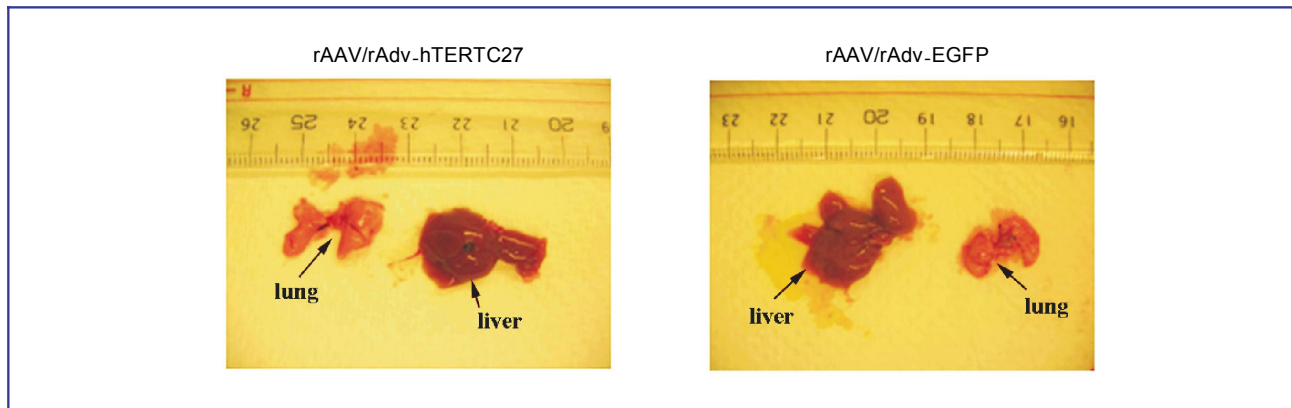 rAAV/rAdv-hTERTC27
rAAV/rAdv-EGFP
R
26 25 24 23 22 21 20
lung
liver
23 22 21 20 19 18 17 16
liver
lung